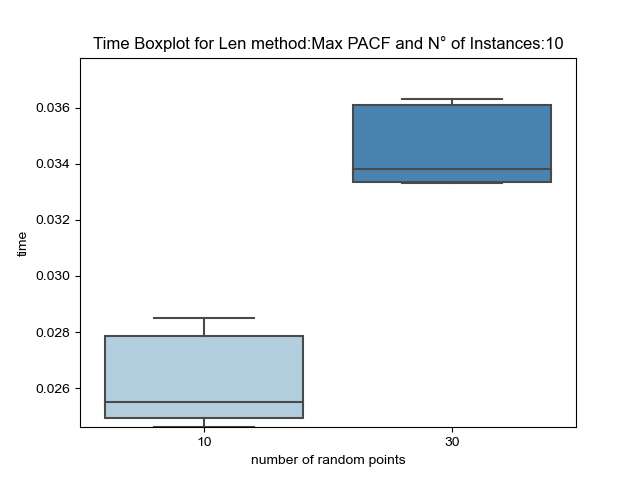 Time Boxplot for Len method:Max PACF and N° of Instances:10
0.036
0.034
0.032
0.030
0.028
0.026
time
10 30
number of random points